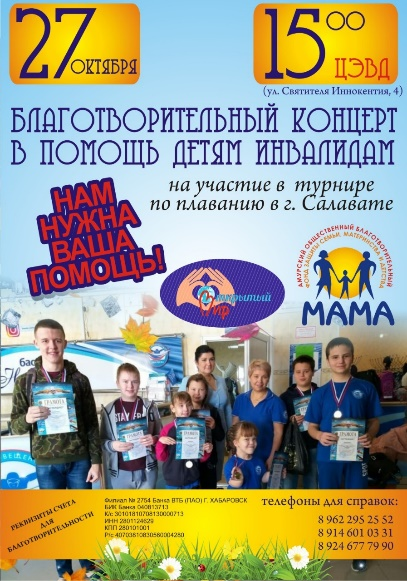 27
ОКТЯБРЯ
15 00
ЦЭВД
(ул. Святителя Иннокентия, 4)
БЛАГОТВОРИТЕЛЬНЫЙ КОНЦЕРТ
В ПОМОЩЬ ДЕТЯМ ИНВАЛИДАМ
на участие в турнире
по плаванию в г. Салавате
НАМ
НУЖНА
ВАША
ПОМОЩЬ!
Открытый
Мир
АМУРСКИЙ ОБЩЕСТВЕННЫЙ БЛАГОТВОРИТЕЛЬНЫЙ
ФОНД ЗАЩИТЫ СЕМЬИ, МАТЕРИНСТВА И ДЕТСТВА
МАМА
бас
ГРАМОТА
ГРАМОТА
ГРАМОТА
ГРАМОТА
РЕКВИЗИТЫ СЧЕТА
ДЛЯ
БЛАГОТВОРИТЕЛЬНОСТИ
Филиал № 2754 Банка ВТБ (ПАО) Г. ХАБАРОВСК
БИК Банка 040813713
К/с 30101810708130000713
ИНН 2801124629
КПП 280101001
Р/с 40703810830560004280
телефоны для справок:
8 962 295 25 52
8 914 601 03 31
8 924 677 79 90